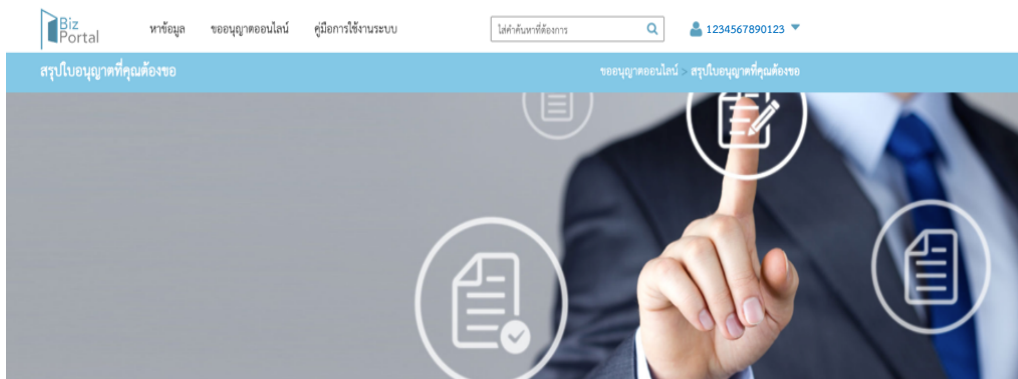 Biz
Portal
หาข้อมูล ขออนุญาตออนไลน์ คู่มือการใช้งานระบบ ใส่คำค้นหาที่ต้องการ 1234567890123
สรุปใบอนุญาตที่คุณต้องขอ ขออนุญาตออนไลน์ > สรุปใบอนุญาตที่คุณต้องขอ